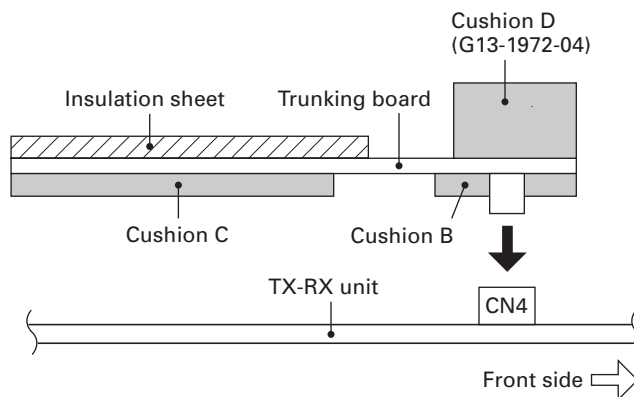 Cushion D
(G13-1972-04)
Insulation sheet
Trunking board
Cushion C
Cushion B
TX-RX unit
CN4
Front side